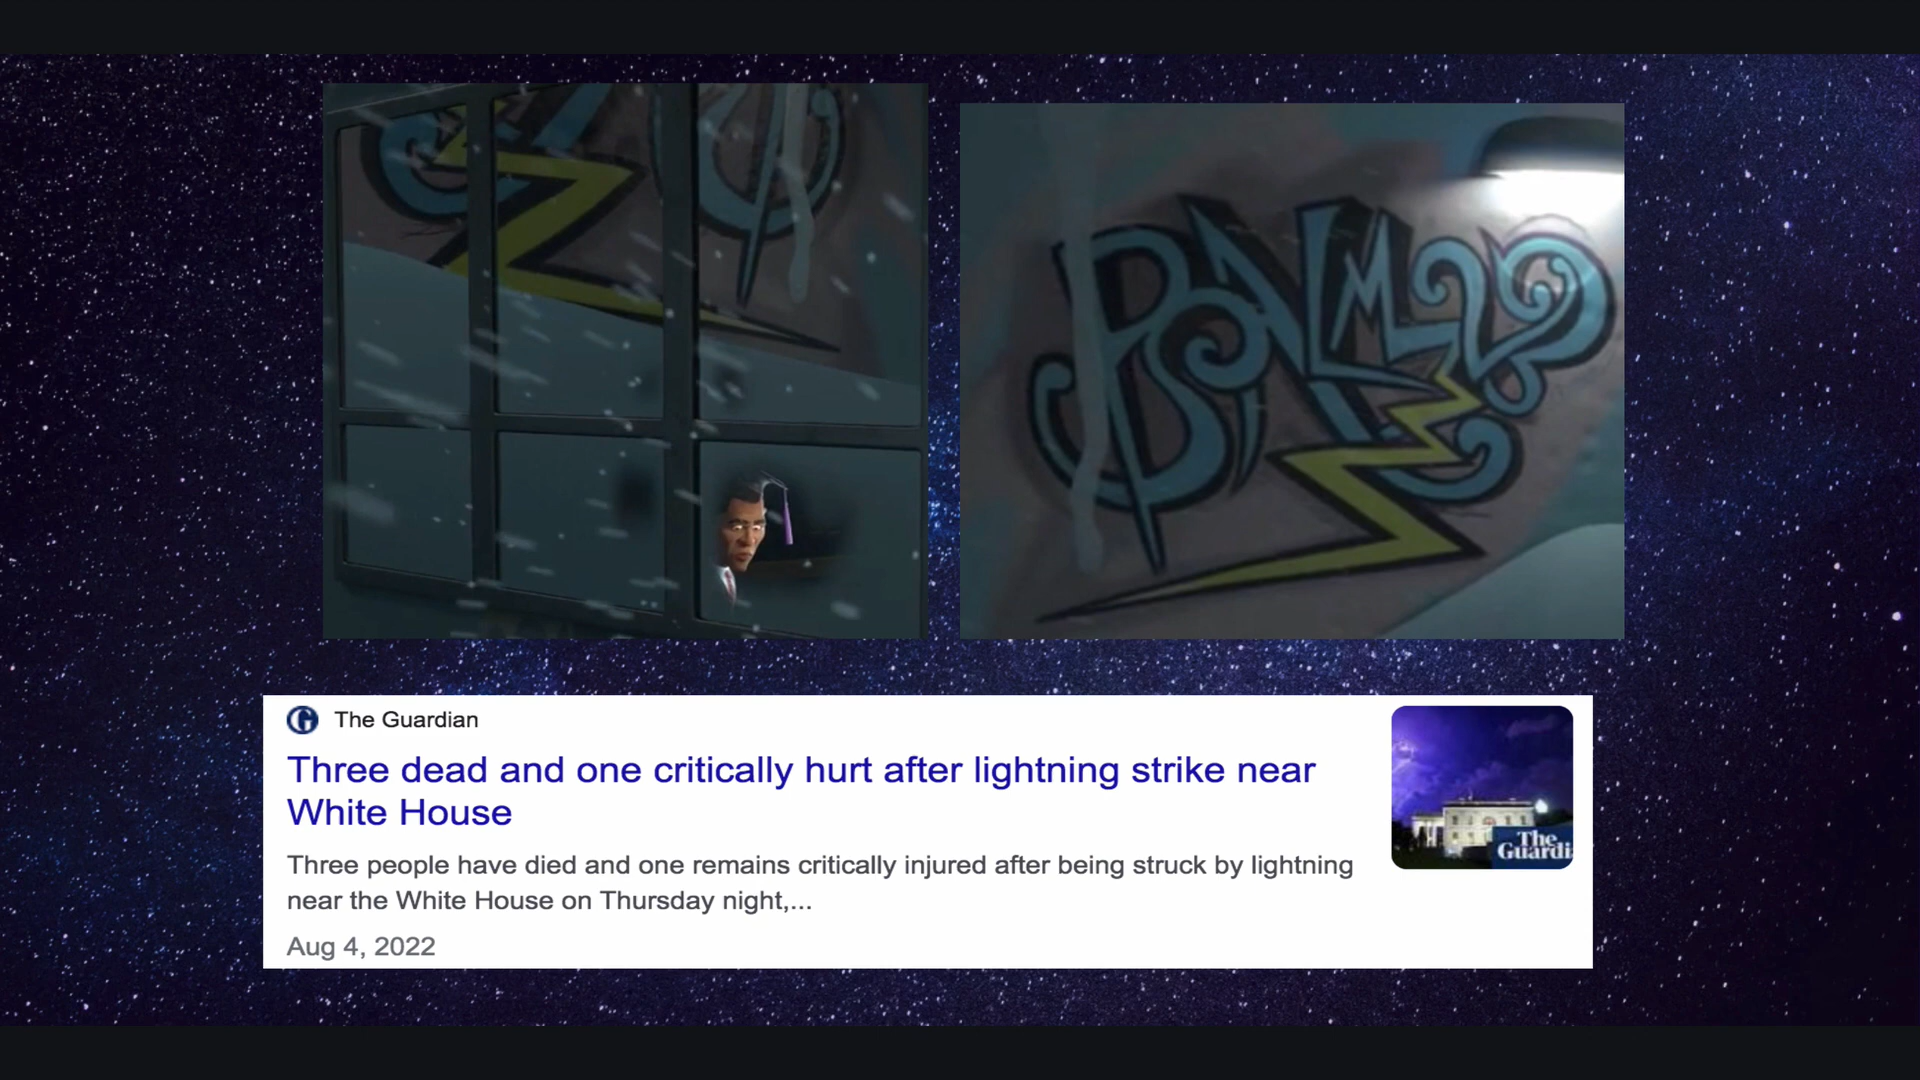 The Guardian
Three dead and one critically hurt after lightning strike near
White House
Three people have died and one remains critically injured after being struck by lightning
near the White House on Thursday night,...
Aug 4, 2022
The
Guardi